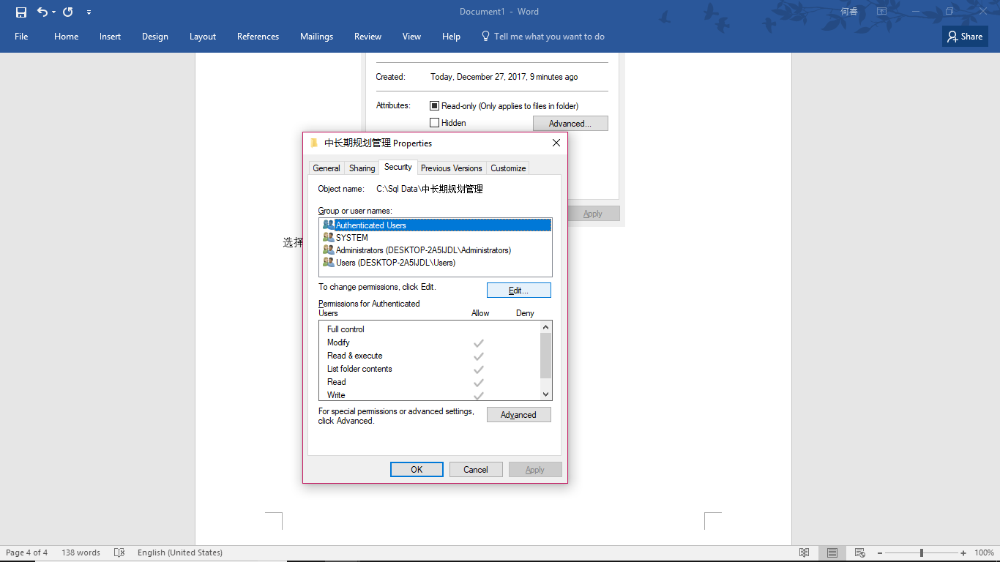 Document1 - Word
何睿
File Home Insert Design Layout References Mailings Review View Help Tell me what you want to do Share
Created: Today, December 27, 2017, 9 minutes ago
Attributes: Read-only (Only applies to files in folder)
Hidden Advanced...
Apply
选择
中长期规划管理 Properties
General Sharing Security Previous Versions Customize
Object name: C:\Sql Data\中长期规划管理
Group or user names:
Authenticated Users
SYSTEM
Administrators (DESKTOP-2A5IJDL\Administrators)
Users (DESKTOP-2A5IJDL\Users)
To change permissions, click Edit. Edit...
Permissions for Authenticated
Users Allow Deny
Full control
Modify
Read & execute
List folder contents
Read
Write
For special permissions or advanced settings,
click Advanced. Advanced
OK Cancel Apply
Page 4 of 4 138 words English (United States) 100%